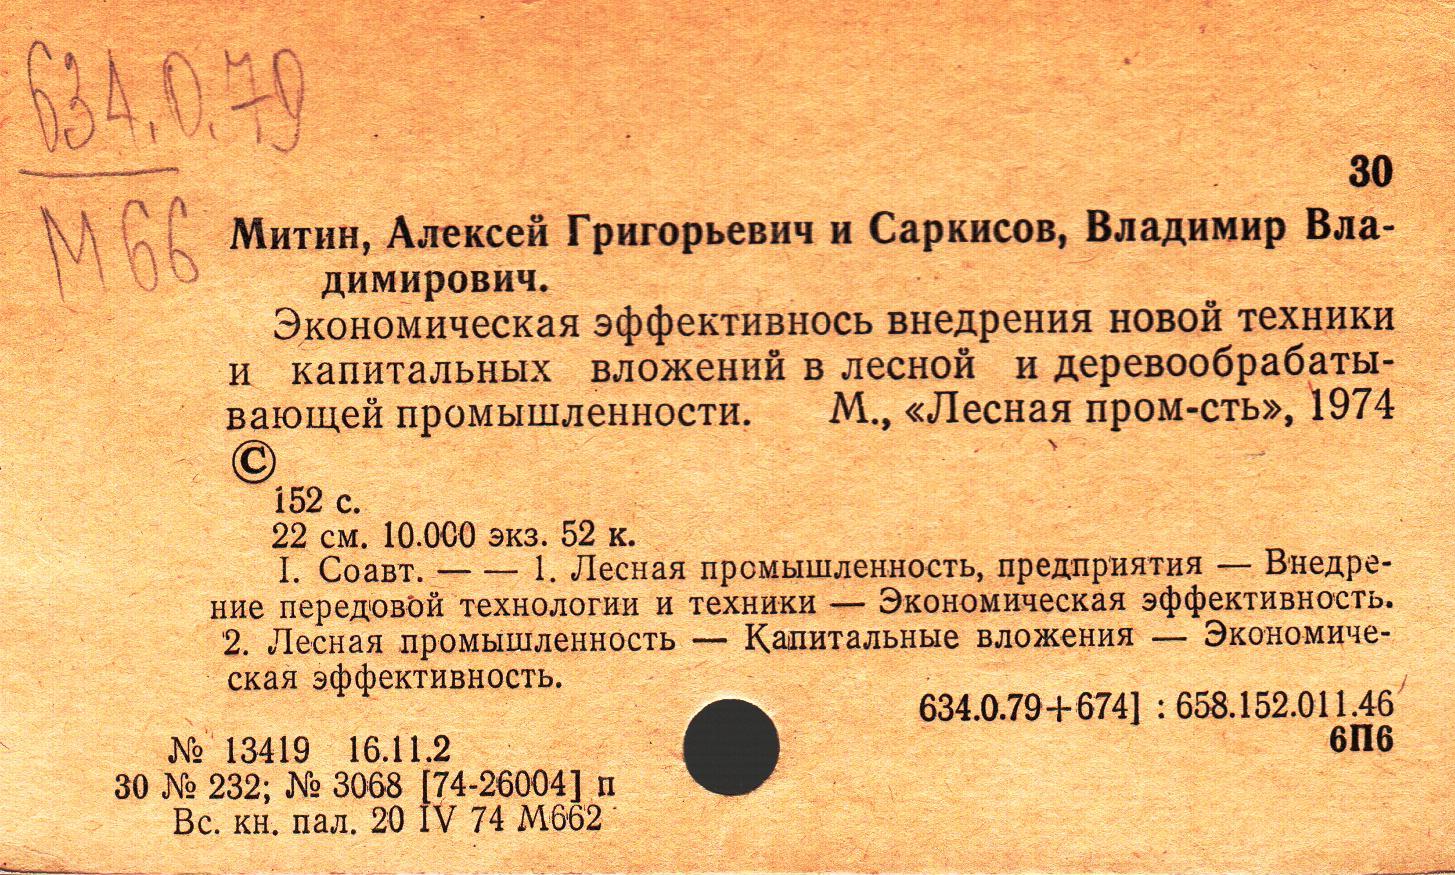 634.0.79
М66
30
Митин, Алексей Григорьевич и Саркисов, Владимир Вла-
димирович.
Экономическая эффективнось внедрения новой техники
и капитальных вложений в лесной и деревообрабаты-
вающей промышленности. М., «Лесная пром-сть», 1974
©
152 с.
22 см. 10.000 экз. 52 к.
I. Соавт. — — 1. Лесная промышленность, предприятия — Внедре-
ние передовой технологии и техники — Экономическая эффективность.
2. Лесная промышленность — Капитальные вложения — Экономиче-
ская эффективность.
634.0.79+674] : 658.152.011.46
6П6
№ 13419 16.11.2
30 № 232; № 3068 [74-26004] п
Вс. кн. пал. 20 IV 74 М662